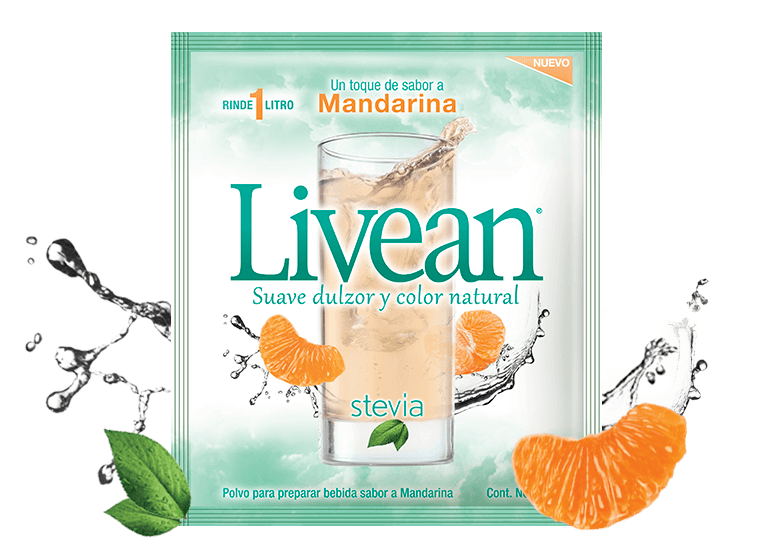 NUEVO
Un toque de sabor a
RINDE 1 LITRO
Mandarina
Livean®
Suave dulzor y color natural
stevia
Polvo para preparar bebida sabor a Mandarina
Cont.